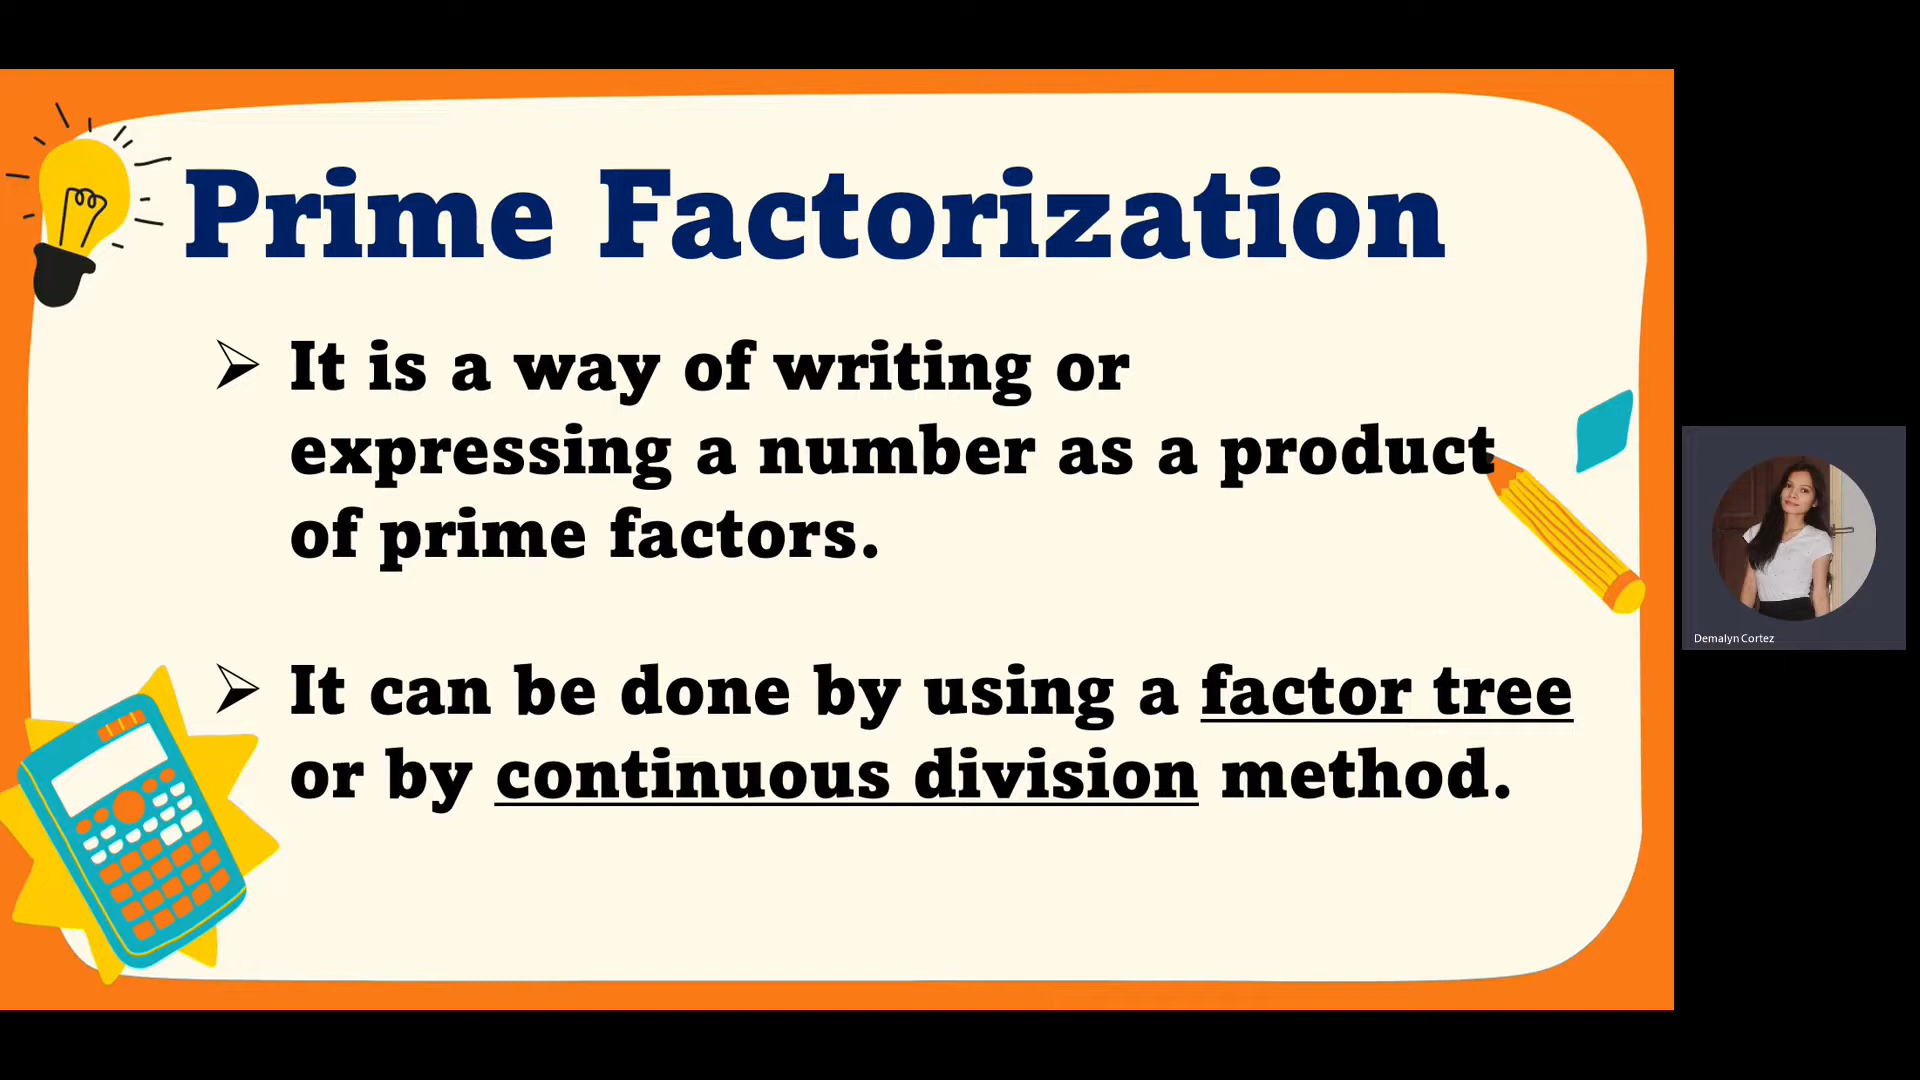 Prime Factorization
It is a way of writing or
expressing a number as a product
of prime factors.
It can be done by using a factor tree
or by continuous division method.
Demalyn Cortez